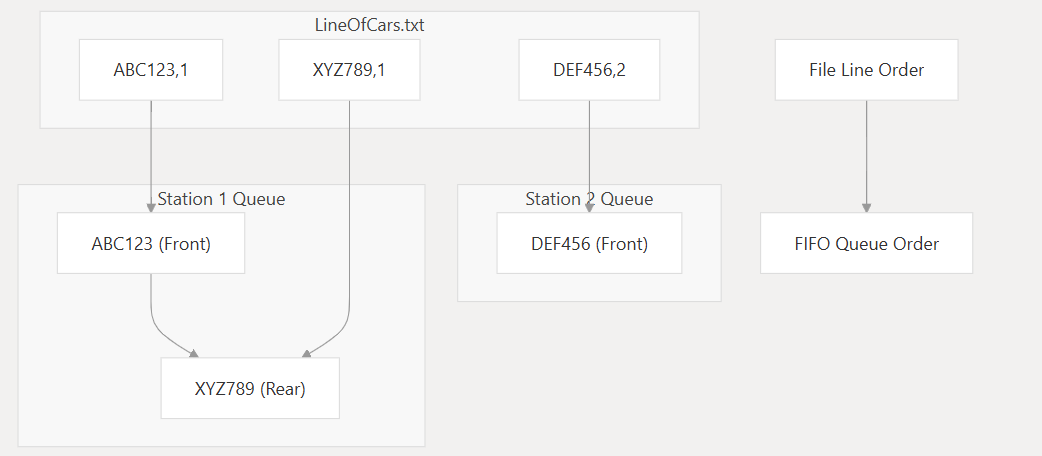 LineOfCars.txt
ABC123,1
XYZ789,1
DEF456,2
File Line Order
Station 1 Queue
Station 2 Queue
ABC123 (Front)
DEF456 (Front)
FIFO Queue Order
XYZ789 (Rear)